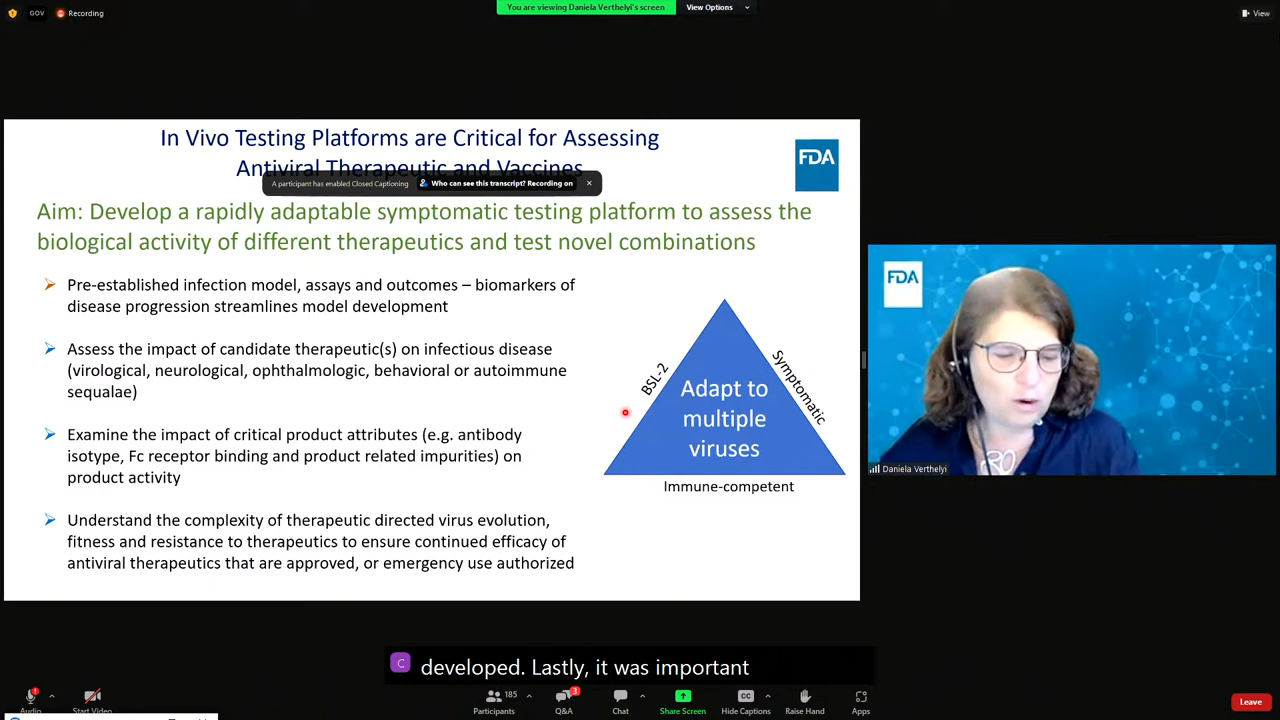 GOV
Recording
You are viewing Daniela Verthelyi's screen
View Options
View
In Vivo Testing Platforms are Critical for Assessing
Antiviral Therapeutic and Vaccines
FDA
A participant has enabled Closed Captioning
Who can see this transcript? Recording on
Aim: Develop a rapidly adaptable symptomatic testing platform to assess the
biological activity of different therapeutics and test novel combinations
Pre-established infection model, assays and outcomes – biomarkers of
disease progression streamlines model development
Assess the impact of candidate therapeutic(s) on infectious disease
(virological, neurological, ophthalmologic, behavioral or autoimmune
sequalae)
Examine the impact of critical product attributes (e.g. antibody
isotype, Fc receptor binding and product related impurities) on
product activity
Understand the complexity of therapeutic directed virus evolution,
fitness and resistance to therapeutics to ensure continued efficacy of
antiviral therapeutics that are approved, or emergency use authorized
BSL-2
Symptomatic
Adapt to
multiple
viruses
Immune-competent
FDA
Daniela Verthelyi
C
developed. Lastly, it was important
Audio
Start Video
185
Participants
3
Q&A
Chat
Share Screen
CC
Hide Captions
Raise Hand
Apps
Leave